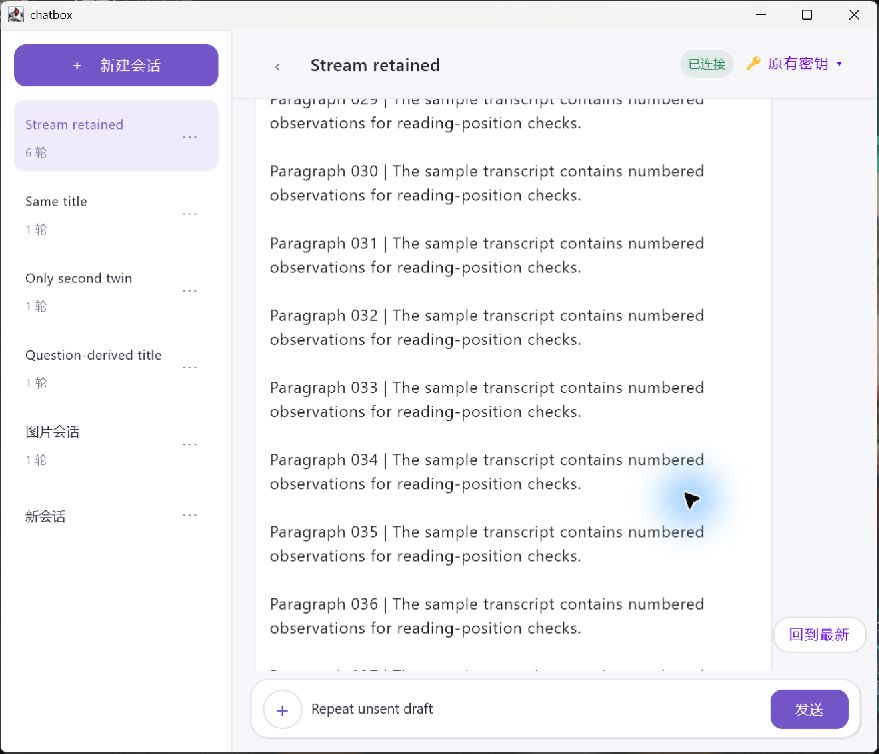 chatbox
+ 新建会话
Stream retained
6 轮
Same title
1 轮
Only second twin
1 轮
Question-derived title
1 轮
图片会话
1 轮
新会话
Stream retained
已连接
原有密钥
Paragraph 029 | The sample transcript contains numbered
observations for reading-position checks.
Paragraph 030 | The sample transcript contains numbered
observations for reading-position checks.
Paragraph 031 | The sample transcript contains numbered
observations for reading-position checks.
Paragraph 032 | The sample transcript contains numbered
observations for reading-position checks.
Paragraph 033 | The sample transcript contains numbered
observations for reading-position checks.
Paragraph 034 | The sample transcript contains numbered
observations for reading-position checks.
Paragraph 035 | The sample transcript contains numbered
observations for reading-position checks.
Paragraph 036 | The sample transcript contains numbered
observations for reading-position checks.
回到最新
+ Repeat unsent draft
发送